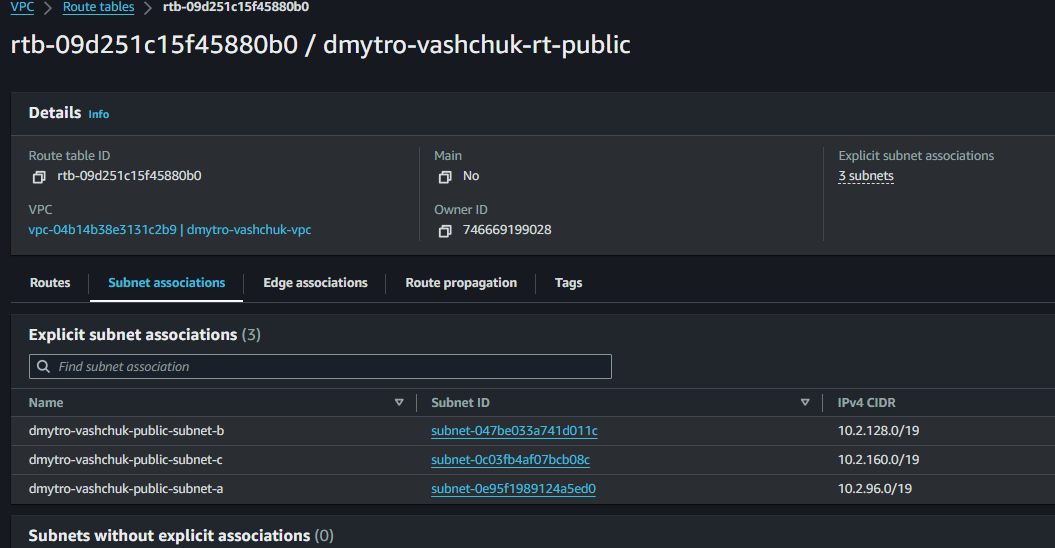 VPC > Route tables > rtb-09d251c15f45880b0
rtb-09d251c15f45880b0 / dmytro-vashchuk-rt-public
Details Info
Route table ID
rtb-09d251c15f45880b0
VPC
vpc-04b14b38e3131c2b9 | dmytro-vashchuk-vpc
Main
No
Owner ID
746669199028
Explicit subnet associations
3 subnets
Routes Subnet associations Edge associations Route propagation Tags
Explicit subnet associations (3)
Find subnet association
Name Subnet ID IPv4 CIDR
dmytro-vashchuk-public-subnet-b subnet-047be033a741d011c 10.2.128.0/19
dmytro-vashchuk-public-subnet-c subnet-0c03fb4af07bcb08c 10.2.160.0/19
dmytro-vashchuk-public-subnet-a subnet-0e95f1989124a5ed0 10.2.96.0/19
Subnets without explicit associations (0)